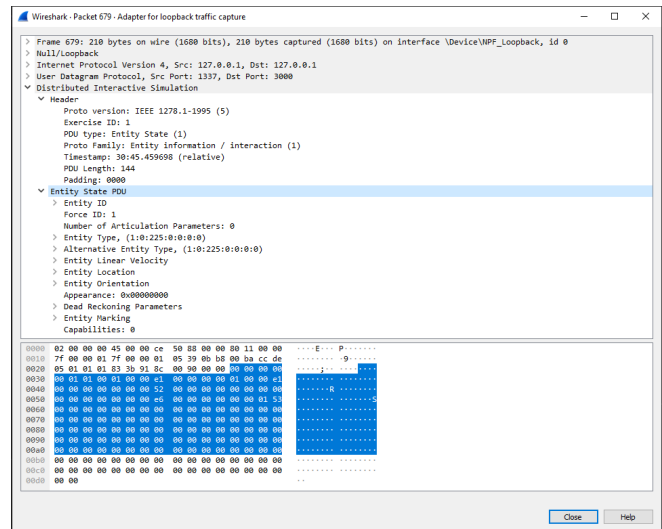 Wireshark · Packet 679 · Adapter for loopback traffic capture
Frame 679: 210 bytes on wire (1680 bits), 210 bytes captured (1680 bits) on interface \Device\NPF_Loopback, id 0
Null/Loopback
Internet Protocol Version 4, Src: 127.0.0.1, Dst: 127.0.0.1
User Datagram Protocol, Src Port: 1337, Dst Port: 3000
Distributed Interactive Simulation
Header
Proto version: IEEE 1278.1-1995 (5)
Exercise ID: 1
PDU type: Entity State (1)
Proto Family: Entity information / interaction (1)
Timestamp: 30:45.459698 (relative)
PDU Length: 144
Padding: 0000
Entity State PDU
Entity ID
Force ID: 1
Number of Articulation Parameters: 0
Entity Type, (1:0:225:0:0:0:0)
Alternative Entity Type, (1:0:225:0:0:0:0)
Entity Linear Velocity
Entity Location
Entity Orientation
Appearance: 0x00000000
Dead Reckoning Parameters
Entity Marking
Capabilities: 0
0000 02 00 00 00 45 00 00 ce 50 88 00 00 80 11 00 00 ····E··· P·······
0010 7f 00 00 01 7f 00 00 01 05 39 0b b8 00 ba cc de ········ ·9······
0020 05 01 01 01 83 3b 91 8c 00 90 00 00 00 00 00 00 ·····;·· ········
0030 00 01 01 00 01 00 00 e1 00 00 00 00 01 00 00 e1 ········ ········
0040 00 00 00 00 00 00 00 52 00 00 00 00 00 00 00 00 ·······R ········
0050 00 00 00 00 00 00 00 e6 00 00 00 00 00 00 01 53 ········ ·······S
0060 00 00 00 00 00 00 00 00 00 00 00 00 00 00 00 00 ········ ········
0070 00 00 00 00 00 00 00 00 00 00 00 00 00 00 00 00 ········ ········
0080 00 00 00 00 00 00 00 00 00 00 00 00 00 00 00 00 ········ ········
0090 00 00 00 00 00 00 00 00 00 00 00 00 00 00 00 00 ········ ········
00a0 00 00 00 00 00 00 00 00 00 00 00 00 00 00 00 00 ········ ········
00b0 00 00 00 00 00 00 00 00 00 00 00 00 00 00 00 00 ········ ········
00c0 00 00 00 00 00 00 00 00 00 00 00 00 00 00 00 00 ········ ········
00d0 00 00 ··
Close Help